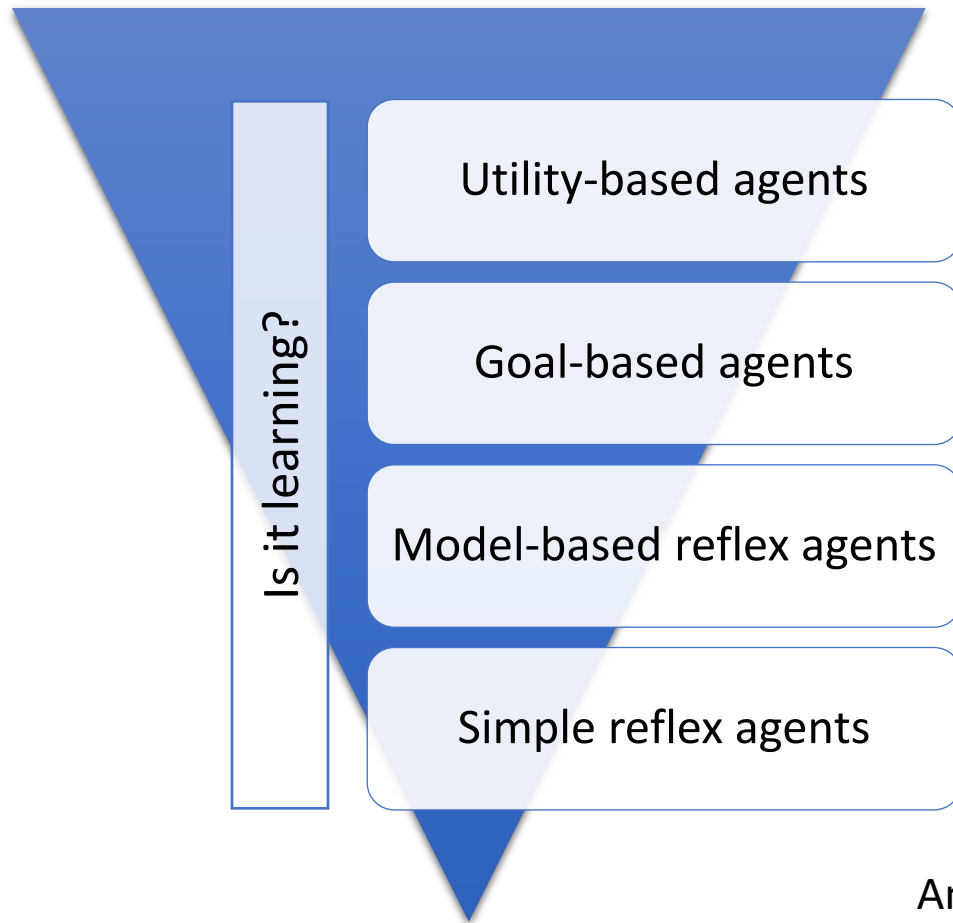 Utility-based agents
Goal-based agents
Is it learning?
Model-based reflex agents
Simple reflex agents